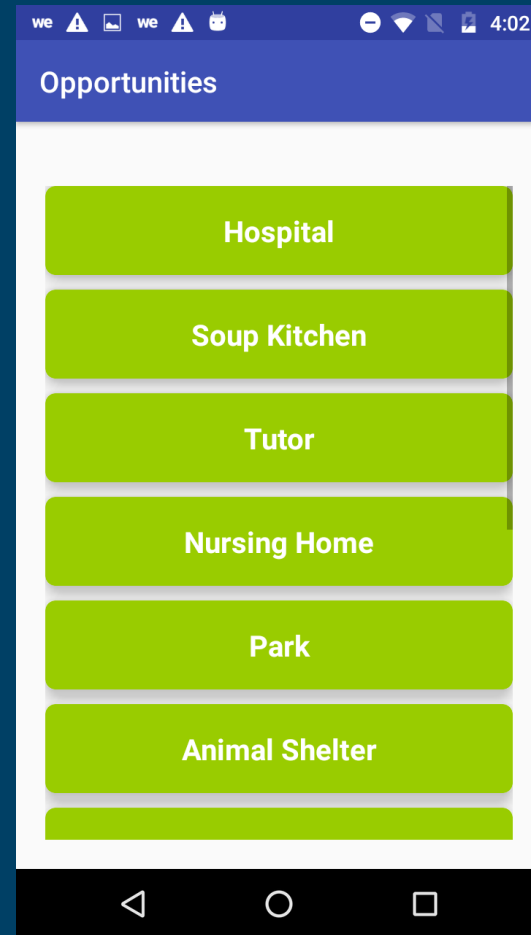 we we 4:02
Opportunities
Hospital
Soup Kitchen
Tutor
Nursing Home
Park
Animal Shelter